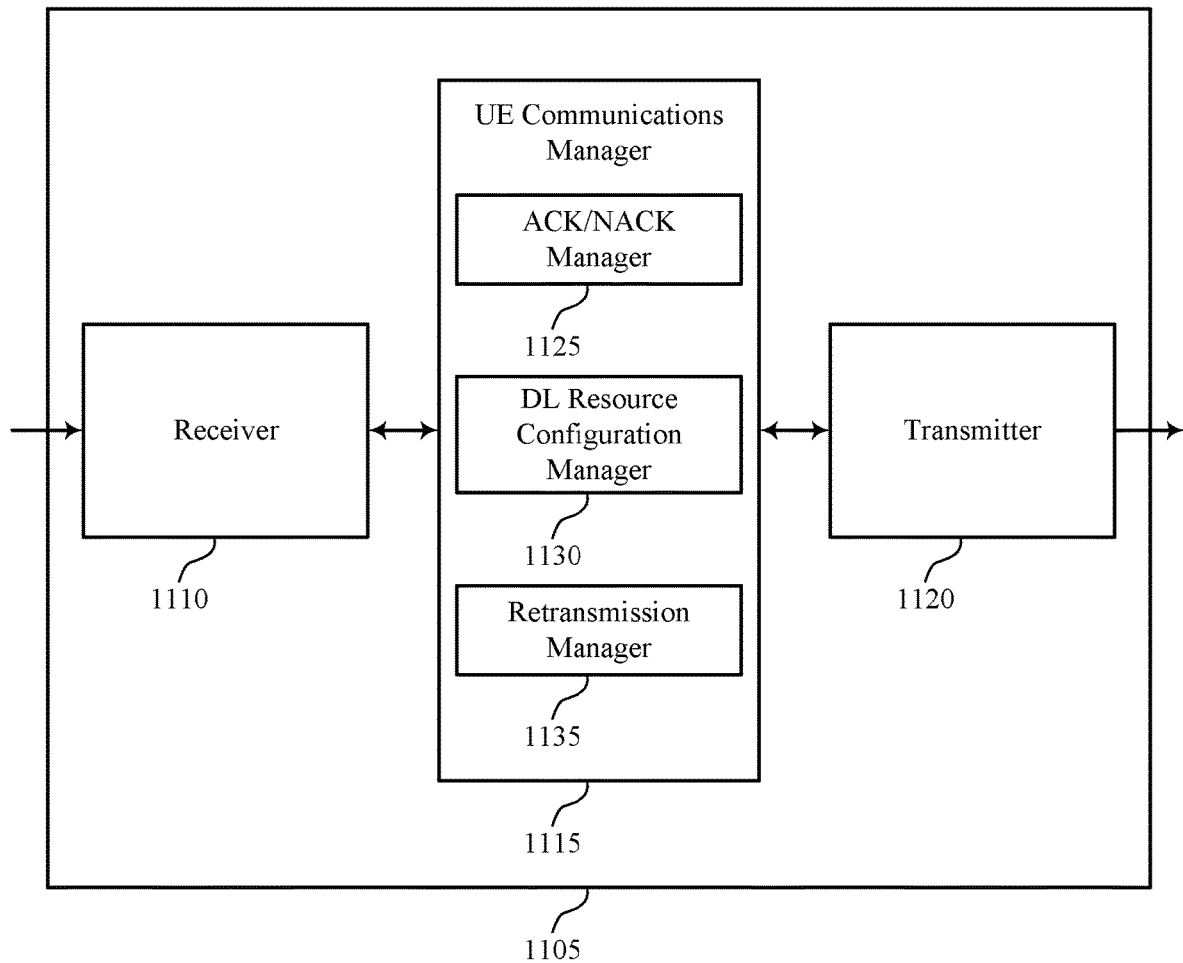 UE Communications
Manager
ACK/NACK
Manager
1125
Receiver
1110
DL Resource
Configuration
Manager
1130
Transmitter
1120
Retransmission
Manager
1135
1115
1105